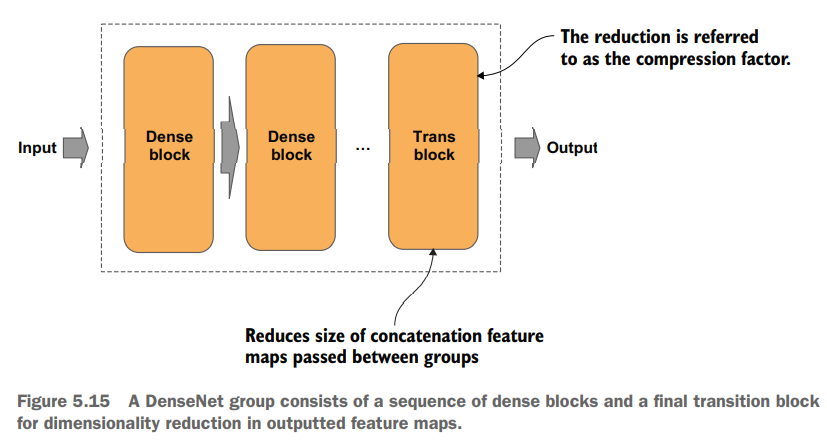 The reduction is referred
to as the compression factor.
Input
Dense
block
Dense
block
...
Trans
block
Output
Reduces size of concatenation feature
maps passed between groups
Figure 5.15 A DenseNet group consists of a sequence of dense blocks and a final transition block
for dimensionality reduction in outputted feature maps.